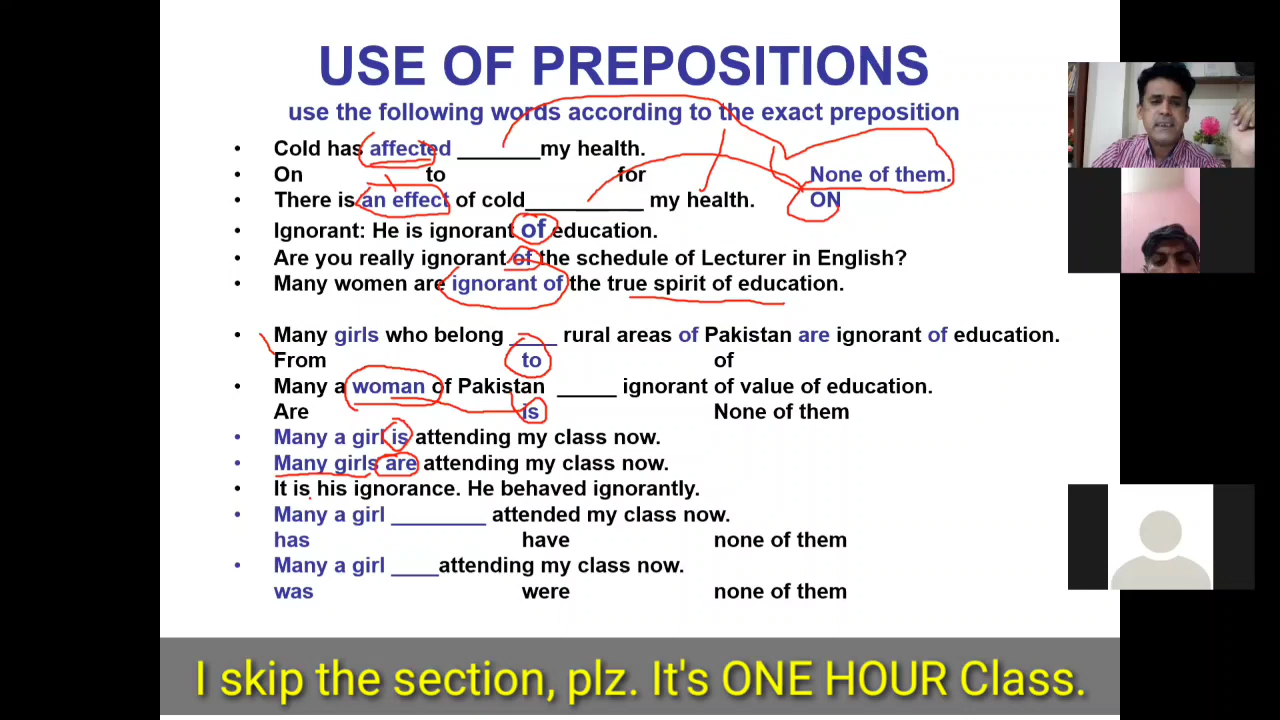 USE OF PREPOSITIONS
use the following words according to the exact preposition
• Cold has affected _______my health.
• On to for None of them.
• There is an effect of cold__________ my health. ON
• Ignorant: He is ignorant of education.
• Are you really ignorant of the schedule of Lecturer in English?
• Many women are ignorant of the true spirit of education.
• Many girls who belong ____ rural areas of Pakistan are ignorant of education.
From to of
• Many a woman of Pakistan _____ ignorant of value of education.
Are is None of them
• Many a girl is attending my class now.
• Many girls are attending my class now.
• It is his ignorance. He behaved ignorantly.
• Many a girl ________ attended my class now.
has have none of them
• Many a girl ____attending my class now.
was were none of them
I skip the section, plz. It's ONE HOUR Class.